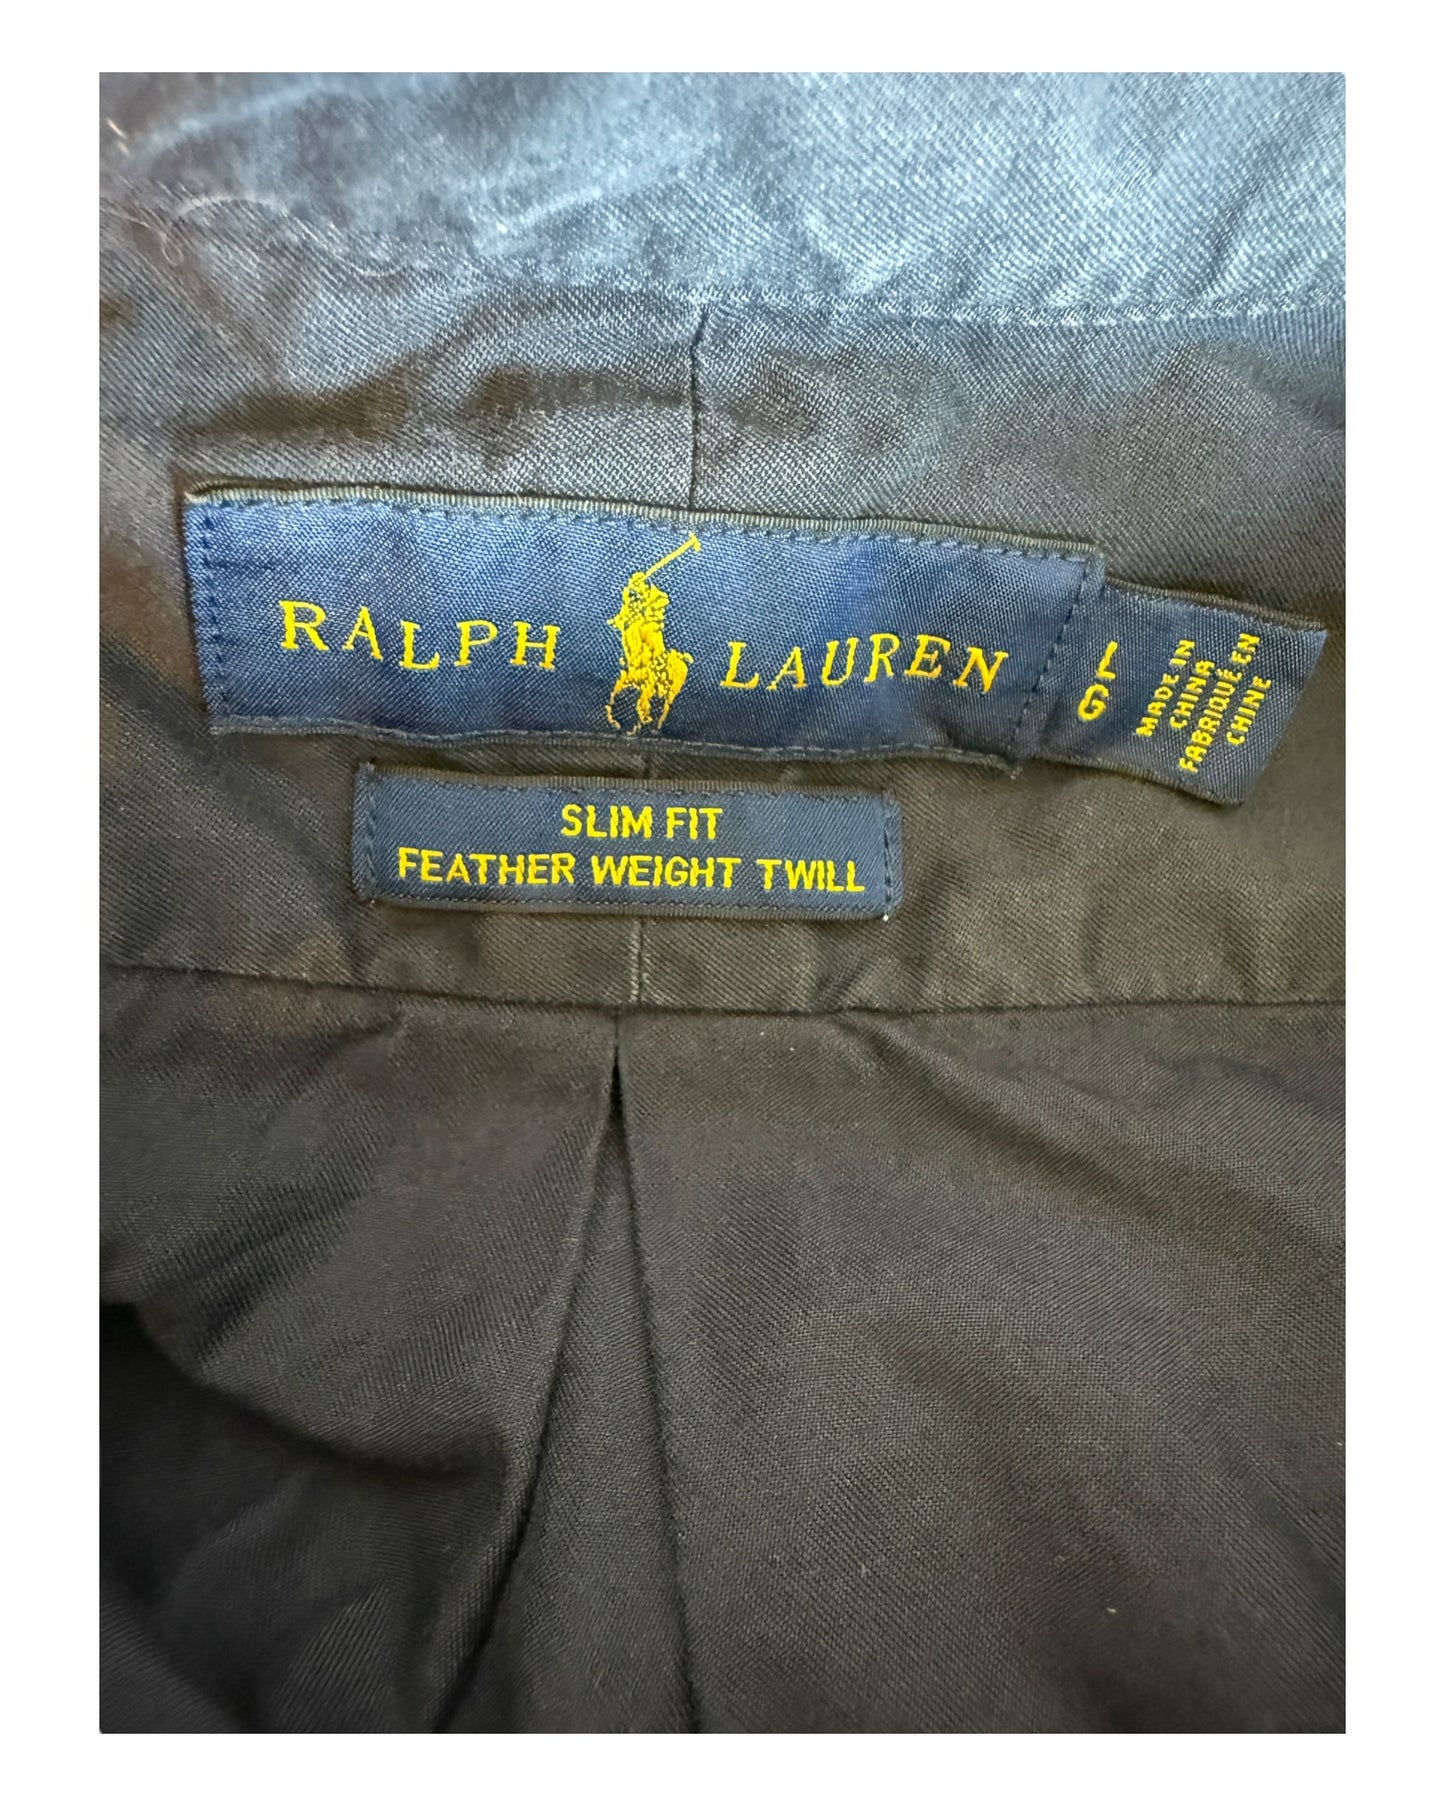 RALPH LAUREN
L
G
MADE IN
CHINA
FABRIQUÉ EN
CHINE
SLIM FIT
FEATHER WEIGHT TWILL